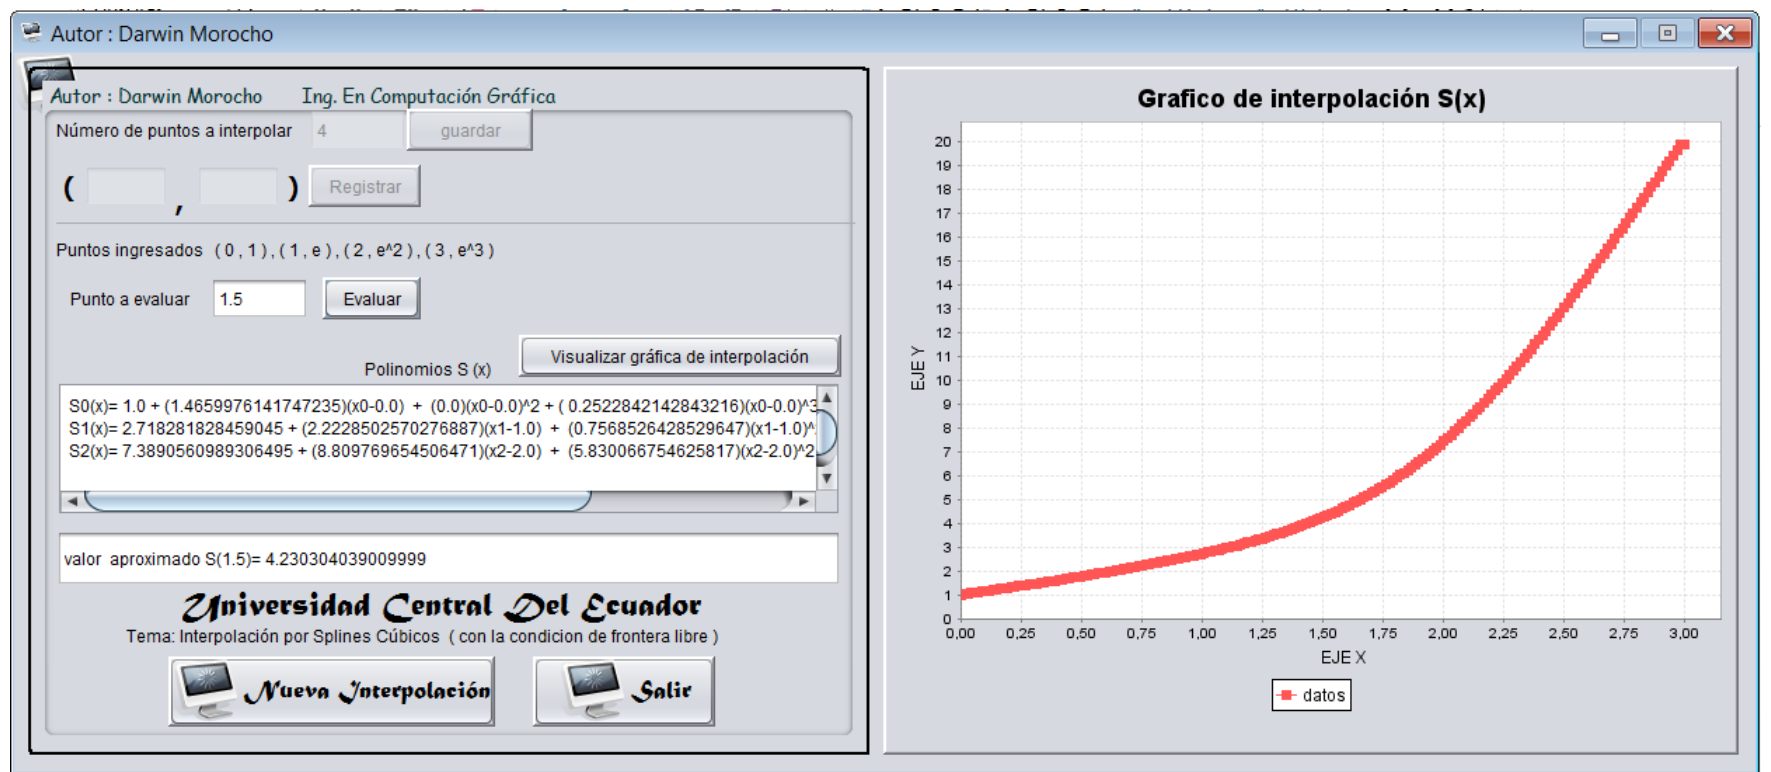 Autor : Darwin Morocho
Autor : Darwin Morocho Ing. En Computación Gráfica
Número de puntos a interpolar 4 guardar
( , ) Registrar
Puntos ingresados ( 0 , 1 ) , ( 1 , e ) , ( 2 , e^2 ) , ( 3 , e^3 )
Punto a evaluar 1.5 Evaluar
Polinomios S (x) Visualizar gráfica de interpolación
S0(x)= 1.0 + (1.4659976141747235)(x0-0.0) + (0.0)(x0-0.0)^2 + ( 0.2522842142843216)(x0-0.0)^3
S1(x)= 2.718281828459045 + (2.2228502570276887)(x1-1.0) + (0.7568526428529647)(x1-1.0)^
S2(x)= 7.3890560989306495 + (8.809769654506471)(x2-2.0) + (5.830066754625817)(x2-2.0)^2
valor aproximado S(1.5)= 4.230304039009999
Universidad Central Del Ecuador
Tema: Interpolación por Splines Cúbicos ( con la condicion de frontera libre )
Nueva Interpolación Salir
Grafico de interpolación S(x)
EJE Y
20
19
18
17
16
15
14
13
12
11
10
9
8
7
6
5
4
3
2
1
0
0,00 0,25 0,50 0,75 1,00 1,25 1,50 1,75 2,00 2,25 2,50 2,75 3,00
EJE X
datos